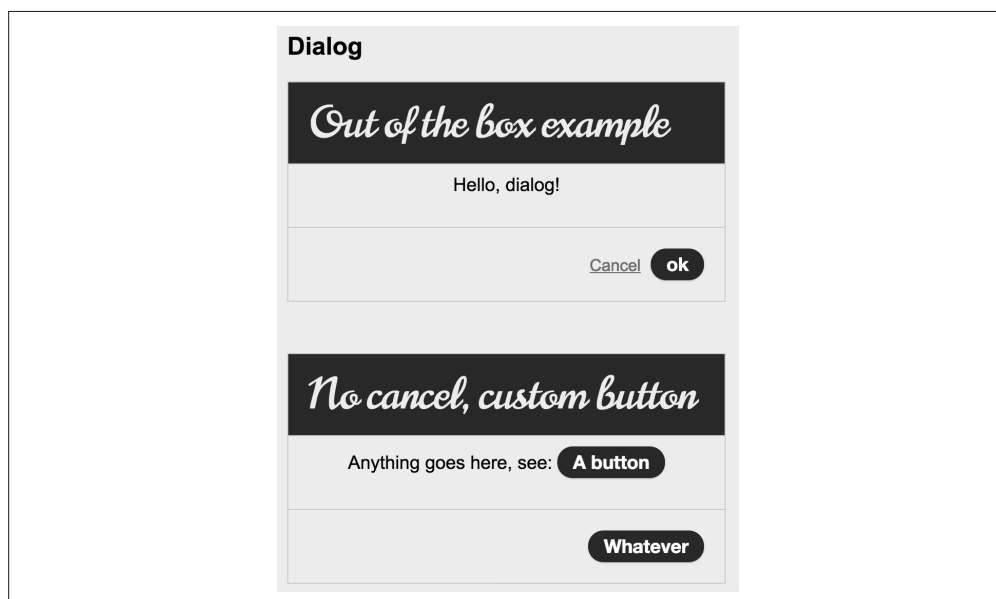 Dialog
Out of the box example
Hello, dialog!
Cancel ok
No cancel, custom button
Anything goes here, see: A button
Whatever